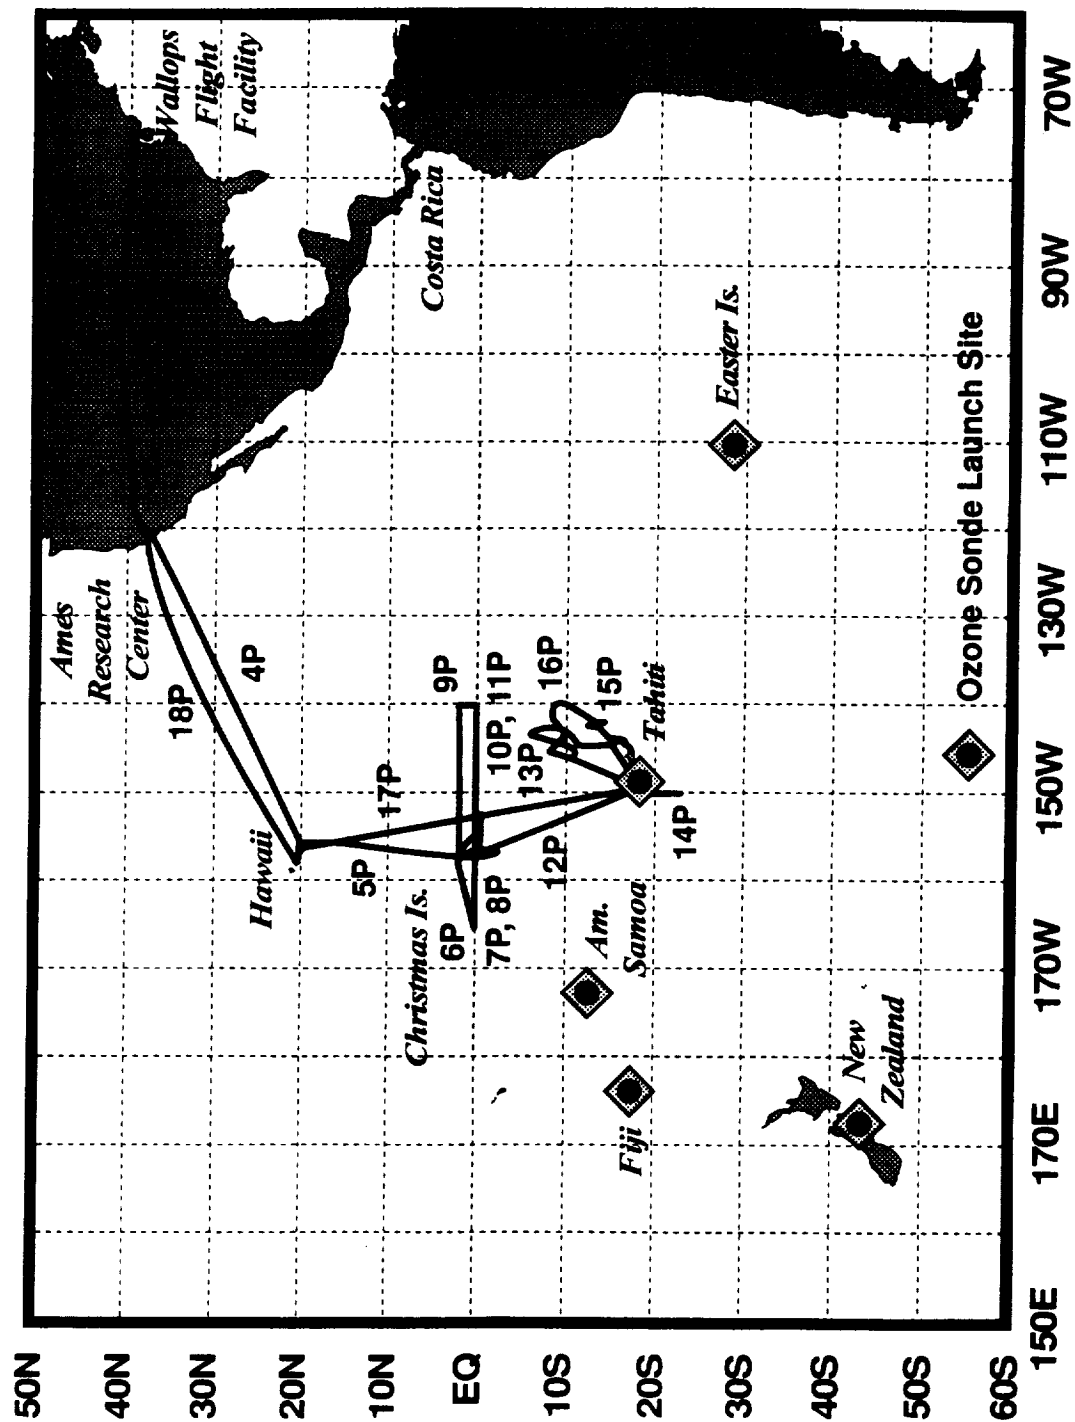 50N
40N
30N
20N
10N
EQ
10S
20S
30S
40S
50S
60S
150E
170E
170W
150W
130W
110W
90W
70W
Wallops
Flight
Facility
Ames
Research
Center
Costa Rica
Easter Is.
18P
4P
Hawaii
17P
5P
9P
10P, 11P
16P
15P
13P
Tahiti
Christmas Is.
6P
7P, 8P
12P
14P
Am.
Samoa
Fiji
New
Zealand
Ozone Sonde Launch Site